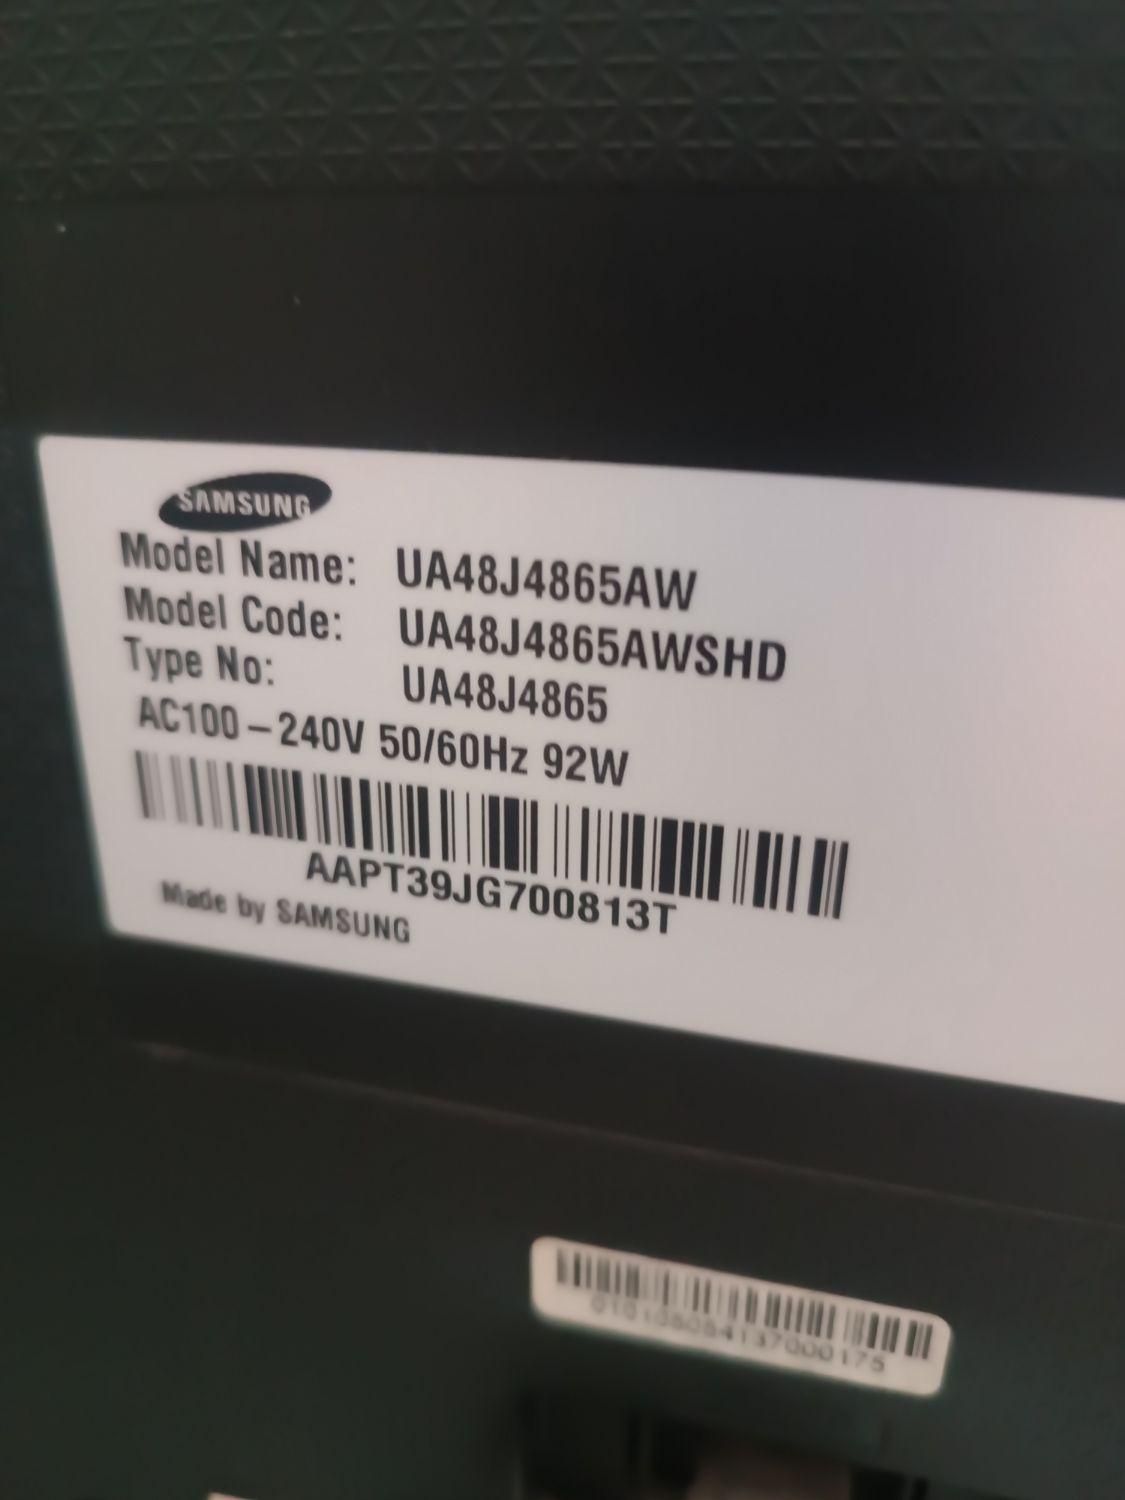 SAMSUNG
Model Name: UA48J4865AW
Model Code: UA48J4865AWSHD
Type No: UA48J4865
AC100-240V 50/60Hz 92W
AAPT39JG700813T
Made by SAMSUNG